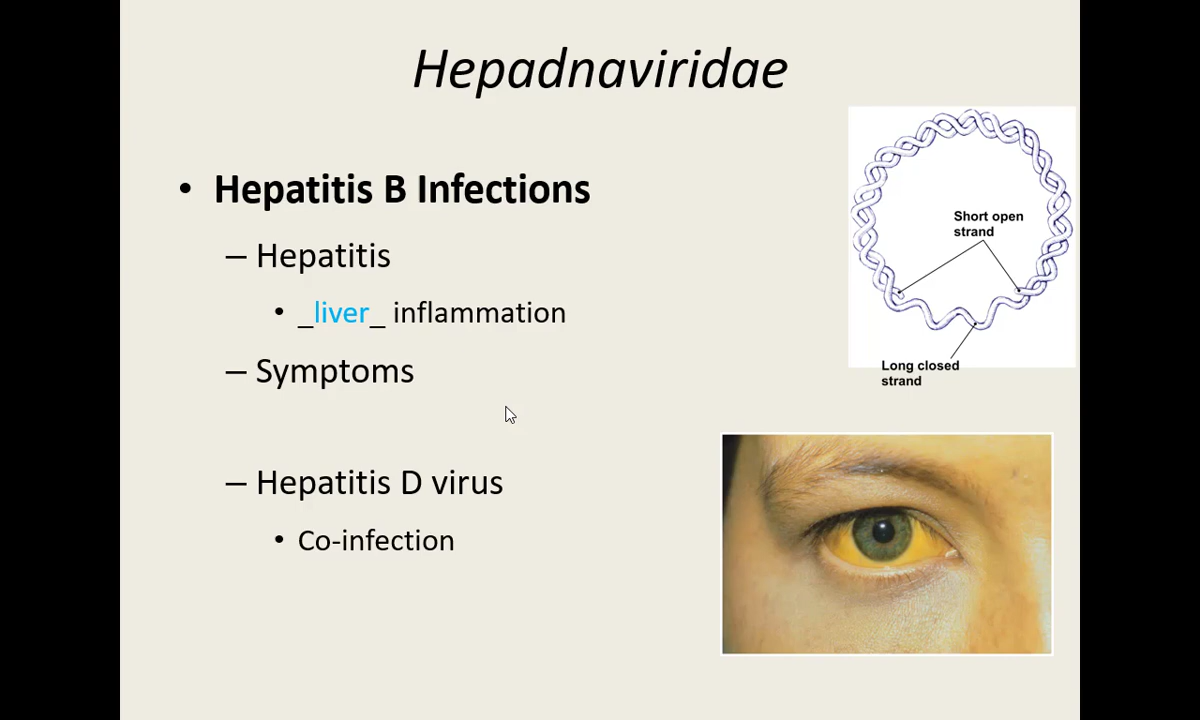 Hepadnaviridae
• Hepatitis B Infections
– Hepatitis
• _liver_ inflammation
– Symptoms
– Hepatitis D virus
• Co-infection
Short open
strand
Long closed
strand